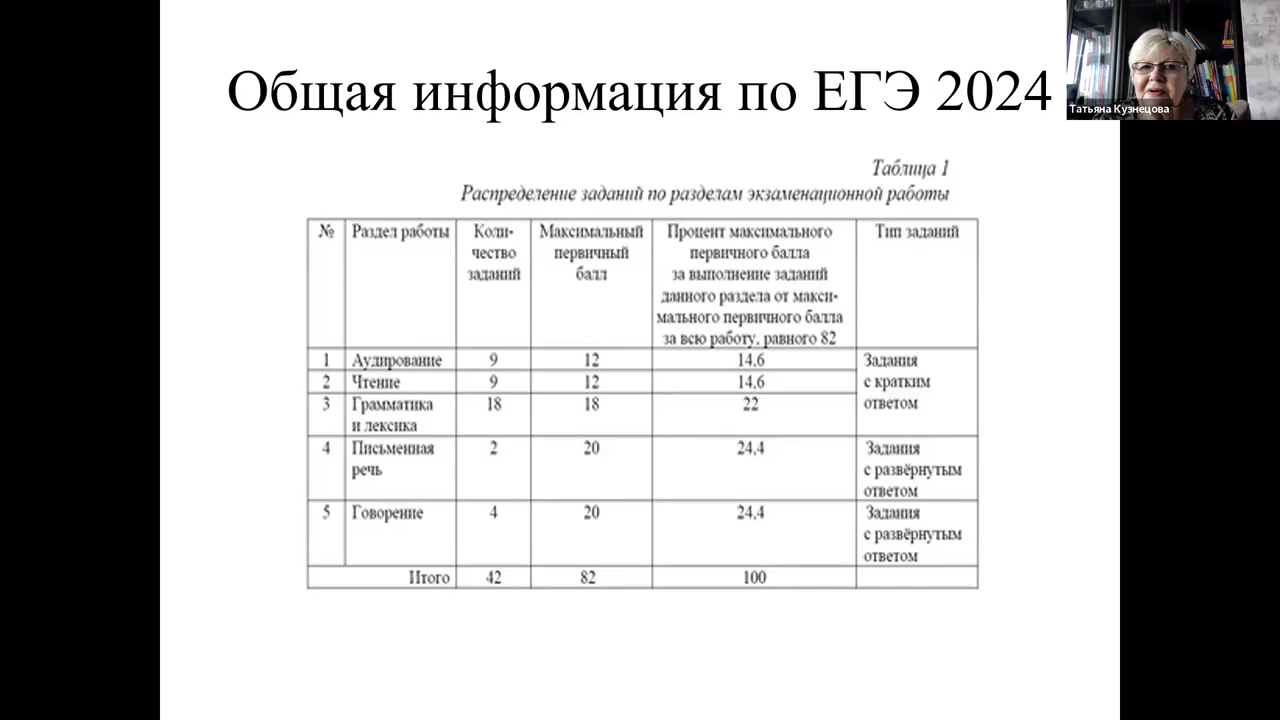 Общая информация по ЕГЭ 2024
Татьяна Кузнецова
Таблица 1
Распределение заданий по разделам экзаменационной работы
№ Раздел работы Коли- Максимальный Процент максимального Тип заданий
чество первичный первичного балла
заданий балл за выполнение заданий
данного раздела от макси-
мального первичного балла
за всю работу, равного 82
1 Аудирование 9 12 14,6 Задания
2 Чтение 9 12 14,6 с кратким
3 Грамматика 18 18 22 ответом
и лексика
4 Письменная 2 20 24,4 Задания
речь с развёрнутым
ответом
5 Говорение 4 20 24,4 Задания
с развёрнутым
ответом
Итого 42 82 100